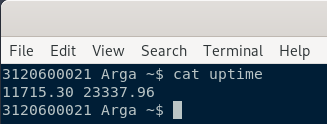 File Edit View Search Terminal Help
3120600021 Arga ~$ cat uptime
11715.30 23337.96
3120600021 Arga ~$